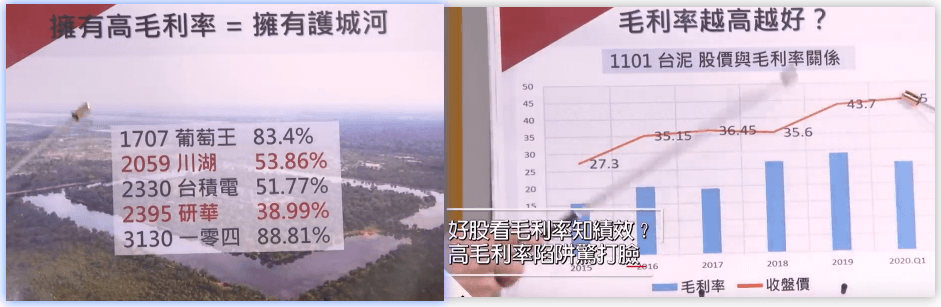 擁有高毛利率 = 擁有護城河
1707 葡萄王 83.4%
2059 川湖 53.86%
2330 台積電 51.77%
2395 研華 38.99%
3130 一零四 88.81%
毛利率越高越好?
1101 台泥 股價與毛利率關係
50
45
40
35
30
25
20
27.3
35.15
36.45
35.6
43.7
5
好股看毛利率知績效?
高毛利率陷阱驚打臉
2015
2016
2017
2018
2019
2020.Q1
毛利率
收盤價